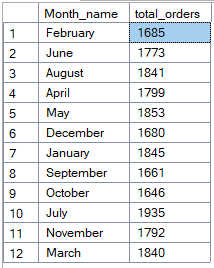 Month_name total_orders
1 February 1685
2 June 1773
3 August 1841
4 April 1799
5 May 1853
6 December 1680
7 January 1845
8 September 1661
9 October 1646
10 July 1935
11 November 1792
12 March 1840